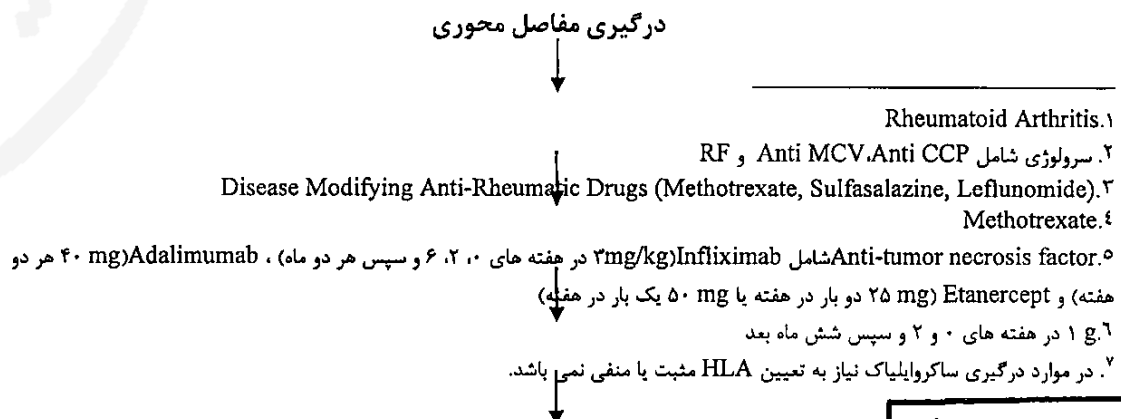 درگیری مفاصل محوری
۱.Rheumatoid Arthritis
۲. سرولوژی شامل Anti MCV،Anti CCP و RF
۳.Disease Modifying Anti-Rheumatic Drugs (Methotrexate, Sulfasalazine, Leflunomide)
٤.Methotrexate
٥.Anti-tumor necrosis factorشامل Infliximab(۳mg/kg در هفته های ۰، ۲، ۶ و سپس هر دو ماه) ، Adalimumab(۴۰ mg هر دو
هفته) و Etanercept (۲۵ mg دو بار در هفته یا ۵۰ mg یک بار در هفته)
٦.۱ g در هفته های ۰ و ۲ و سپس شش ماه بعد
۷. در موارد درگیری ساکروایلیاک نیاز به تعیین HLA مثبت یا منفی نمی باشد.